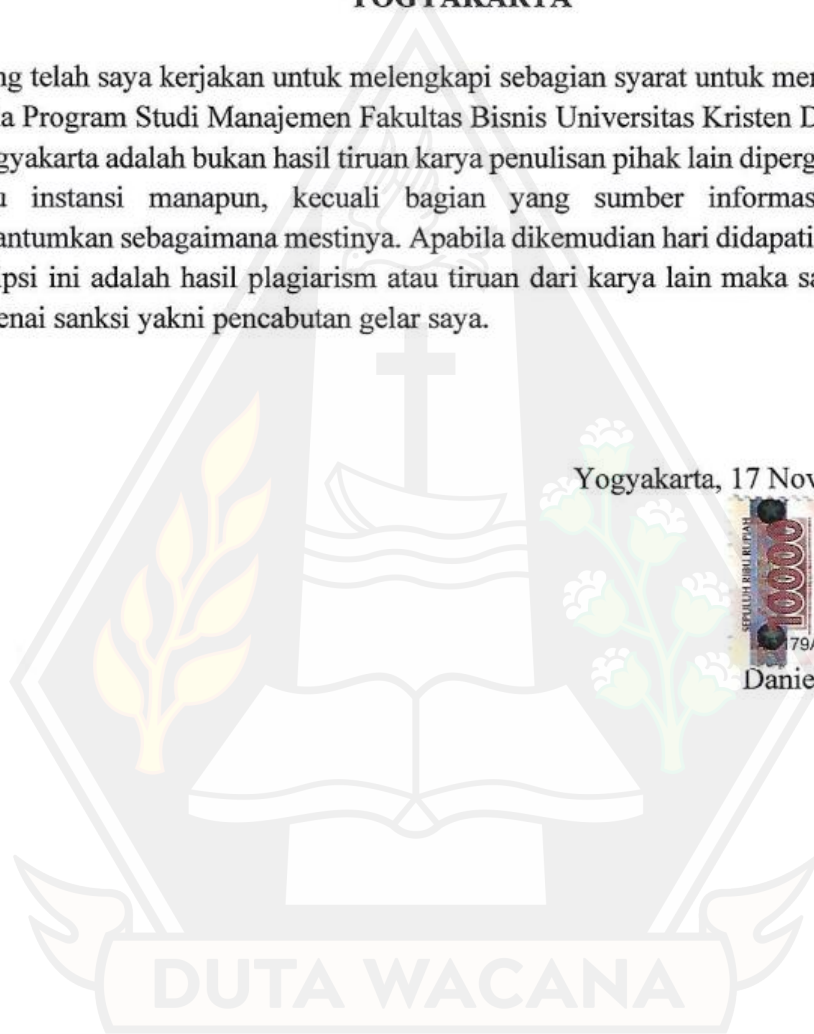 YOGYAKARTA
ng telah saya kerjakan untuk melengkapi sebagian syarat untuk mer
a Program Studi Manajemen Fakultas Bisnis Universitas Kristen D
gyakarta adalah bukan hasil tiruan karya penulisan pihak lain diperg
u instansi manapun, kecuali bagian yang sumber informas
antumkan sebagaimana mestinya. Apabila dikemudian hari didapati
ipsi ini adalah hasil plagiarism atau tiruan dari karya lain maka sa
enai sanksi yakni pencabutan gelar saya.
Yogyakarta, 17 Nov
SEPULUH RIBU RUPIAH
10000
179
Danie
DUTA WACANA